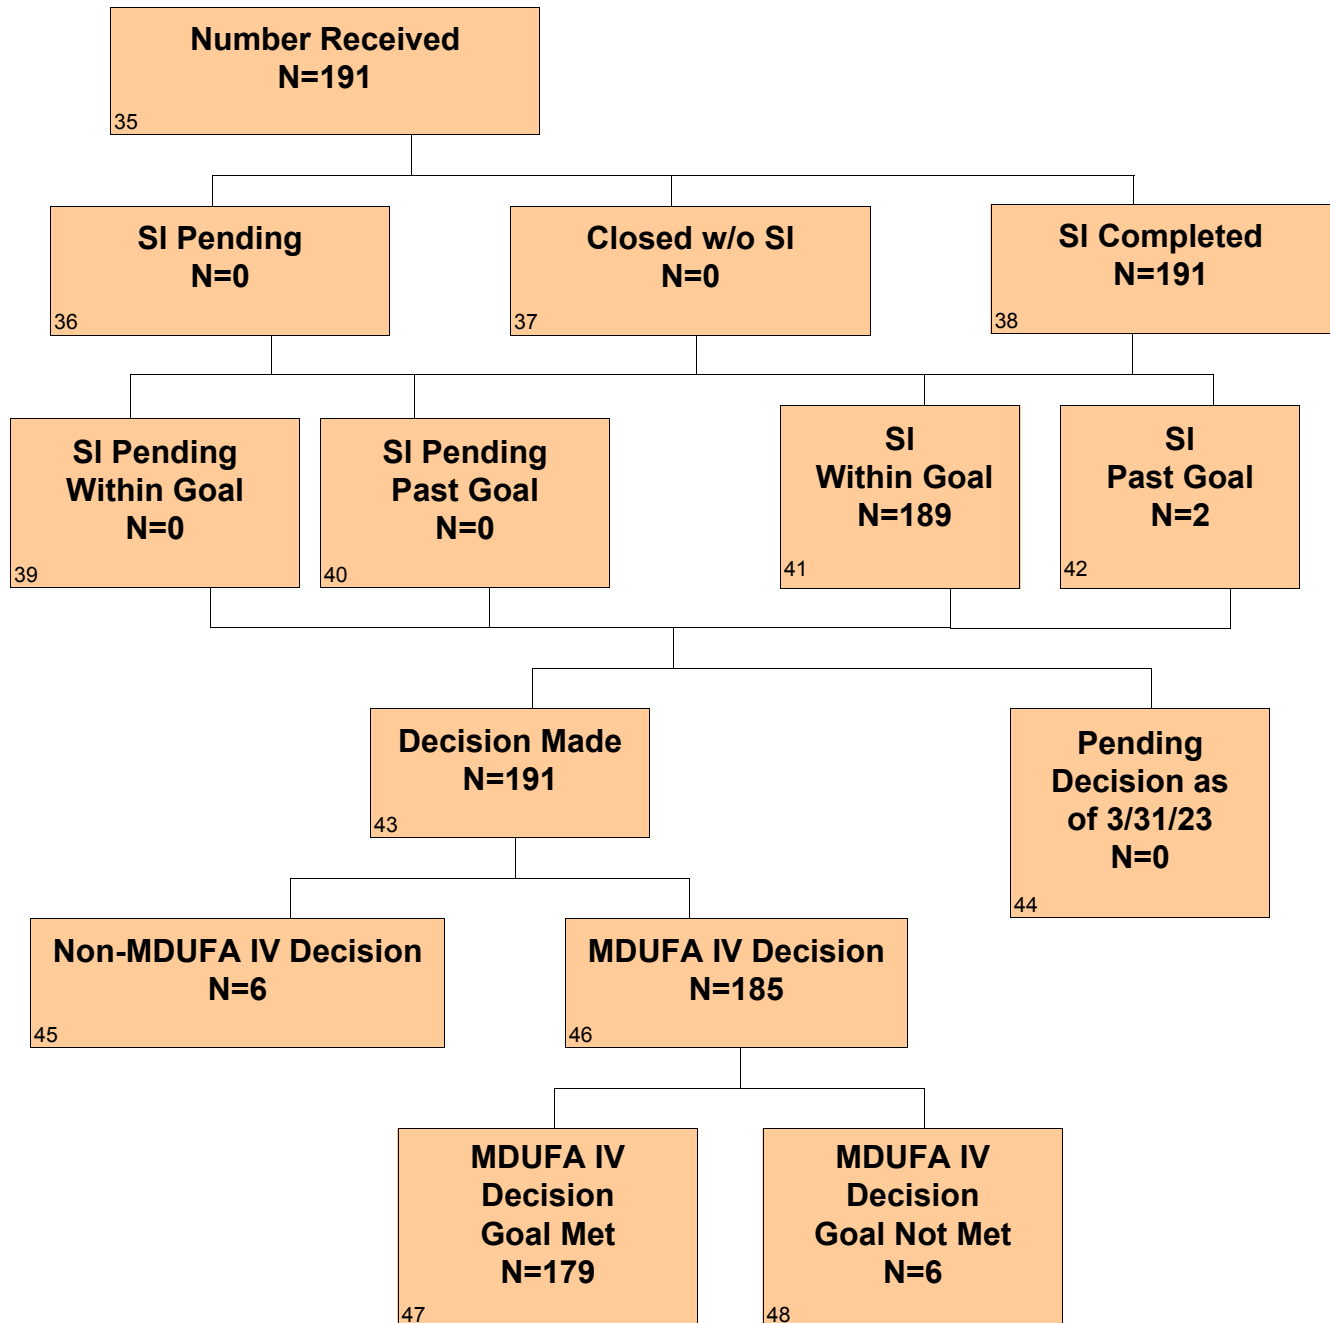 Number Received
N=191
35
SI Pending
N=0
36
Closed w/o SI
N=0
37
SI Completed
N=191
38
SI Pending
Within Goal
N=0
39
SI Pending
Past Goal
N=0
40
SI
Within Goal
N=189
41
SI
Past Goal
N=2
42
Decision Made
N=191
43
Pending
Decision as
of 3/31/23
N=0
44
Non-MDUFA IV Decision
N=6
45
MDUFA IV Decision
N=185
46
MDUFA IV
Decision
Goal Met
N=179
47
MDUFA IV
Decision
Goal Not Met
N=6
48